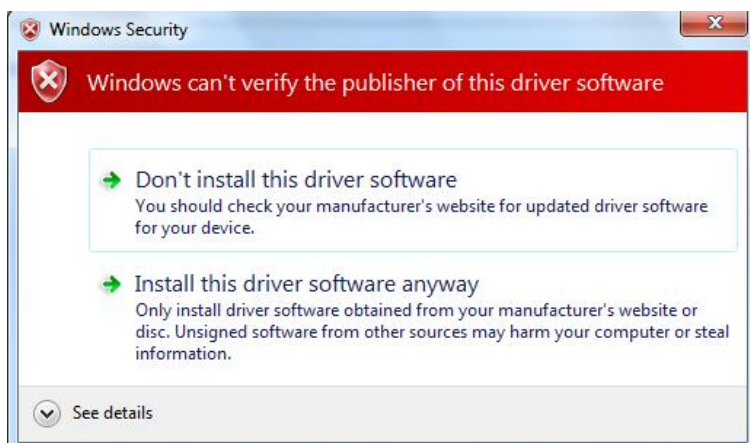 Windows Security
Windows can't verify the publisher of this driver software
Don't install this driver software
You should check your manufacturer's website for updated driver software
for your device.
Install this driver software anyway
Only install driver software obtained from your manufacturer's website or
disc. Unsigned software from other sources may harm your computer or steal
information.
See details